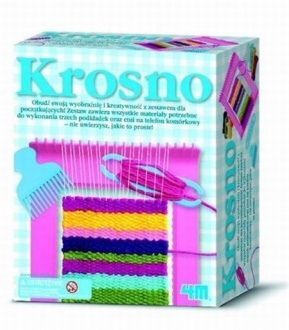 Krosno
Obudź swoją wyobraźnię i kreatywność z zestawem dla
początkujących! Zestaw zawiera wszystkie materiały potrzebne
do wykonania trzech podkładek oraz etui na telefon komórkowy
– nie uwierzysz, jakie to proste!
4M